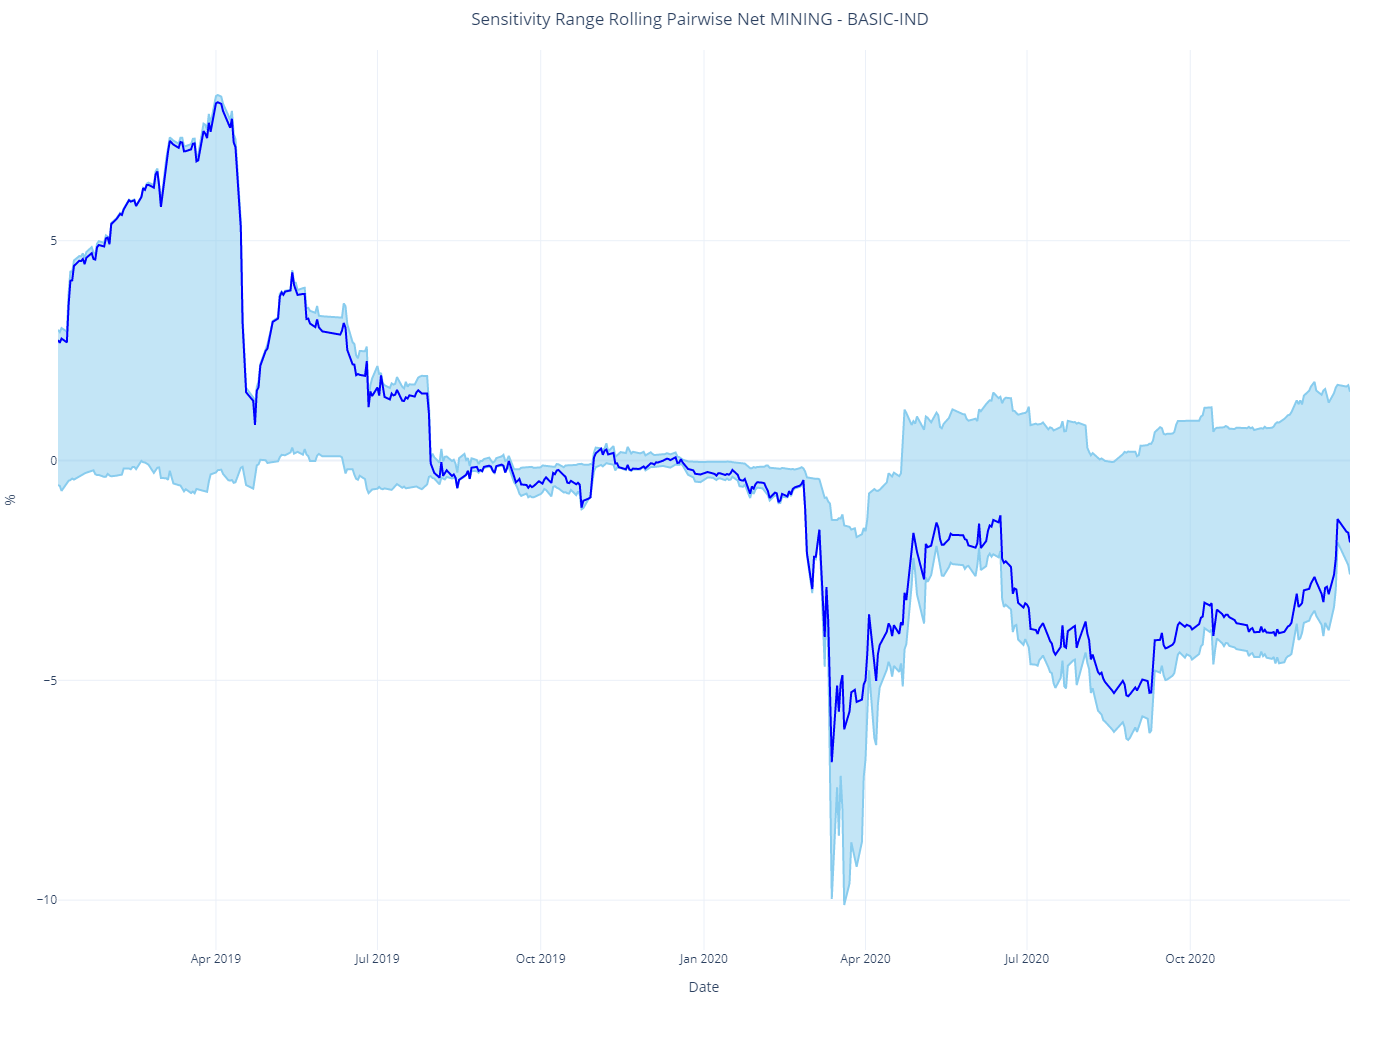 Sensitivity Range Rolling Pairwise Net MINING - BASIC-IND
%
5
0
−5
−10
Apr 2019
Jul 2019
Oct 2019
Jan 2020
Apr 2020
Jul 2020
Oct 2020
Date